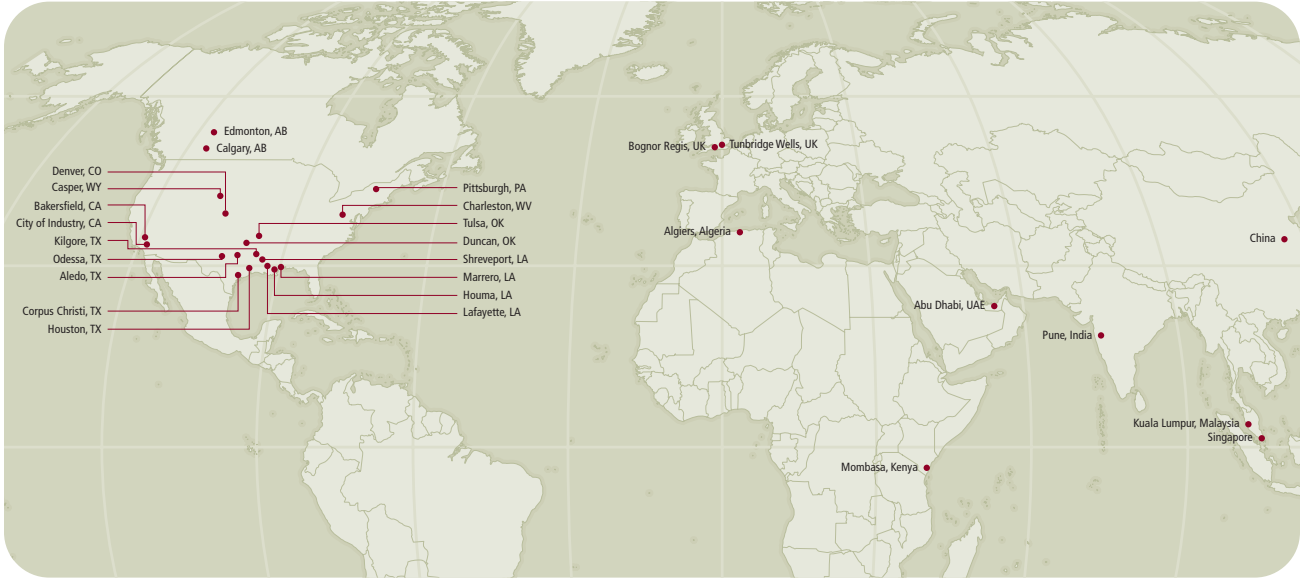 Edmonton, AB
Calgary, AB
Denver, CO
Casper, WY
Bakersfield, CA
City of Industry, CA
Kilgore, TX
Odessa, TX
Aledo, TX
Corpus Christi, TX
Houston, TX
Pittsburgh, PA
Charleston, WV
Tulsa, OK
Duncan, OK
Shreveport, LA
Marrero, LA
Houma, LA
Lafayette, LA
Bognor Regis, UK
Tunbridge Wells, UK
Algiers, Algeria
China
Abu Dhabi, UAE
Pune, India
Kuala Lumpur, Malaysia
Singapore
Mombasa, Kenya